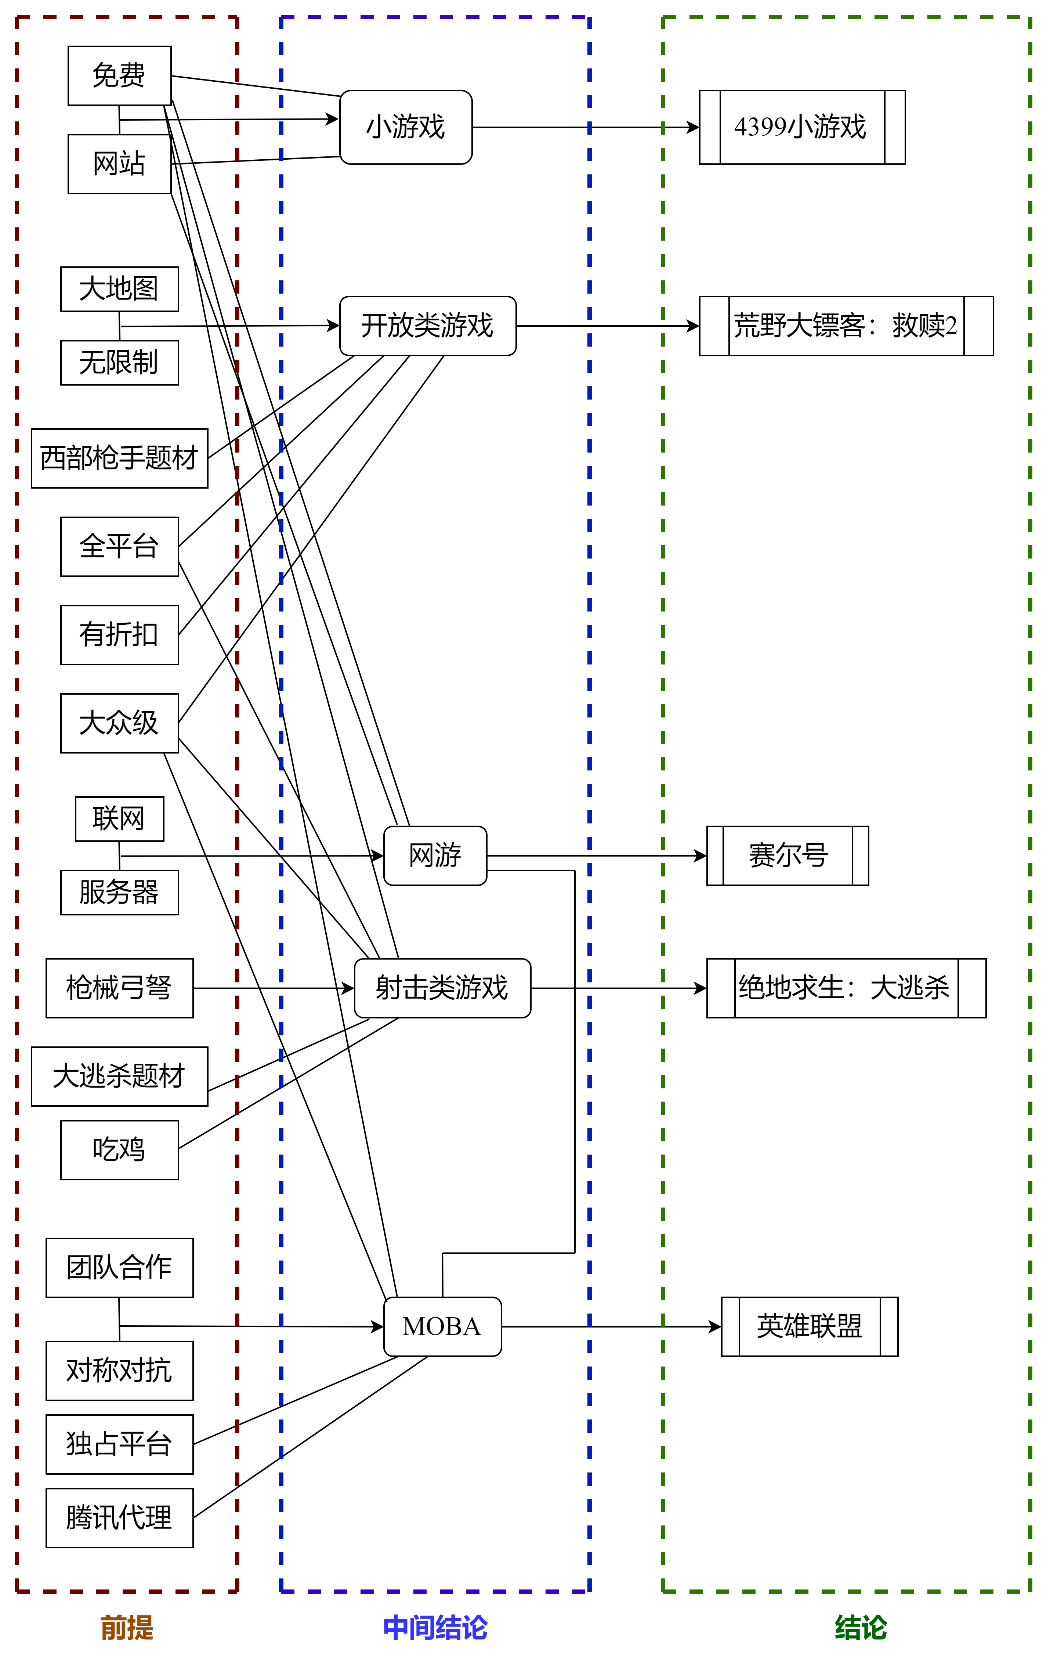 免费
网站
大地图
无限制
西部枪手题材
全平台
有折扣
大众级
联网
服务器
枪械弓弩
大逃杀题材
吃鸡
团队合作
对称对抗
独占平台
腾讯代理
前提
小游戏
开放类游戏
网游
射击类游戏
MOBA
中间结论
4399小游戏
荒野大镖客：救赎2
赛尔号
绝地求生：大逃杀
英雄联盟
结论